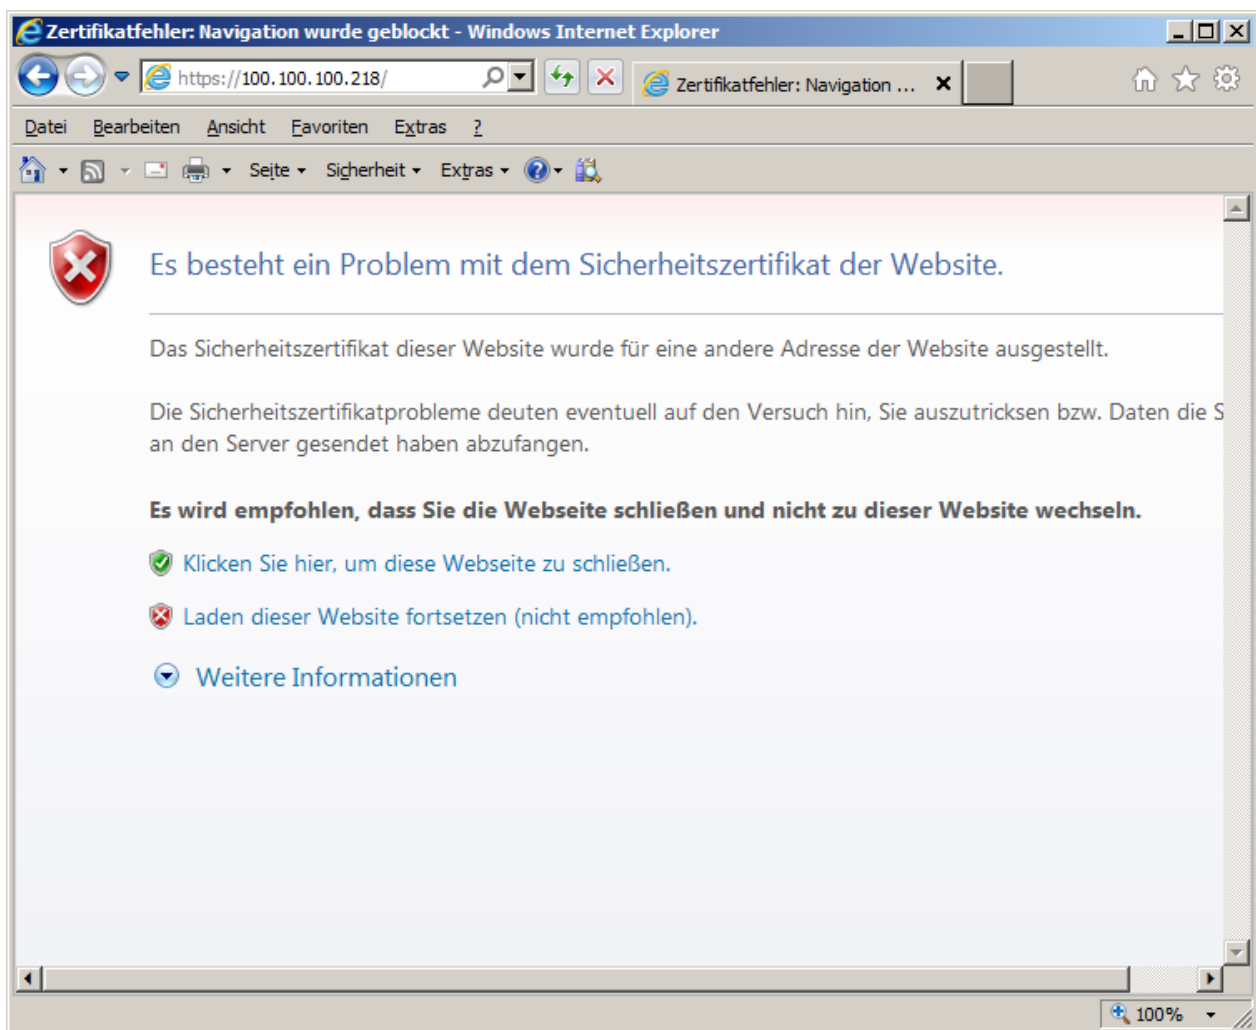 Zertifikatfehler: Navigation wurde geblockt - Windows Internet Explorer
https://100.100.100.218/
Zertifikatfehler: Navigation ...
Datei Bearbeiten Ansicht Favoriten Extras ?
Seite Sicherheit Extras
Es besteht ein Problem mit dem Sicherheitszertifikat der Website.
Das Sicherheitszertifikat dieser Website wurde für eine andere Adresse der Website ausgestellt.
Die Sicherheitszertifikatprobleme deuten eventuell auf den Versuch hin, Sie auszutricksen bzw. Daten die S
an den Server gesendet haben abzufangen.
Es wird empfohlen, dass Sie die Webseite schließen und nicht zu dieser Website wechseln.
Klicken Sie hier, um diese Webseite zu schließen.
Laden dieser Website fortsetzen (nicht empfohlen).
Weitere Informationen
100%